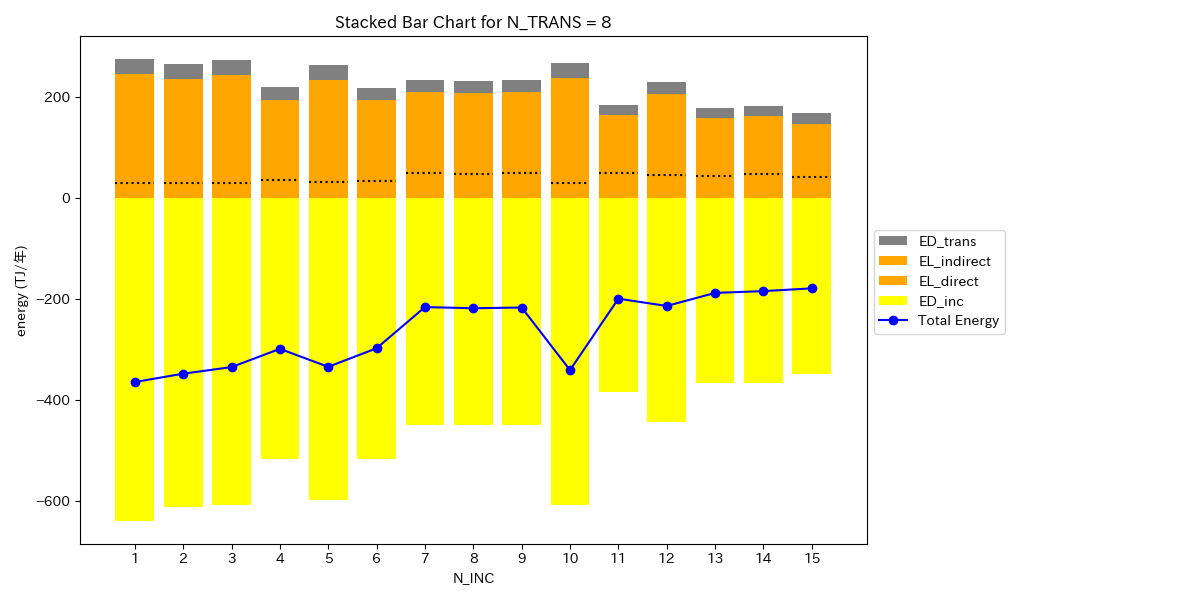 Stacked Bar Chart for N_TRANS = 8
energy (TJ/年)
200
0
−200
−400
−600
1 2 3 4 5 6 7 8 9 10 11 12 13 14 15
N_INC
ED_trans
EL_indirect
EL_direct
ED_inc
Total Energy